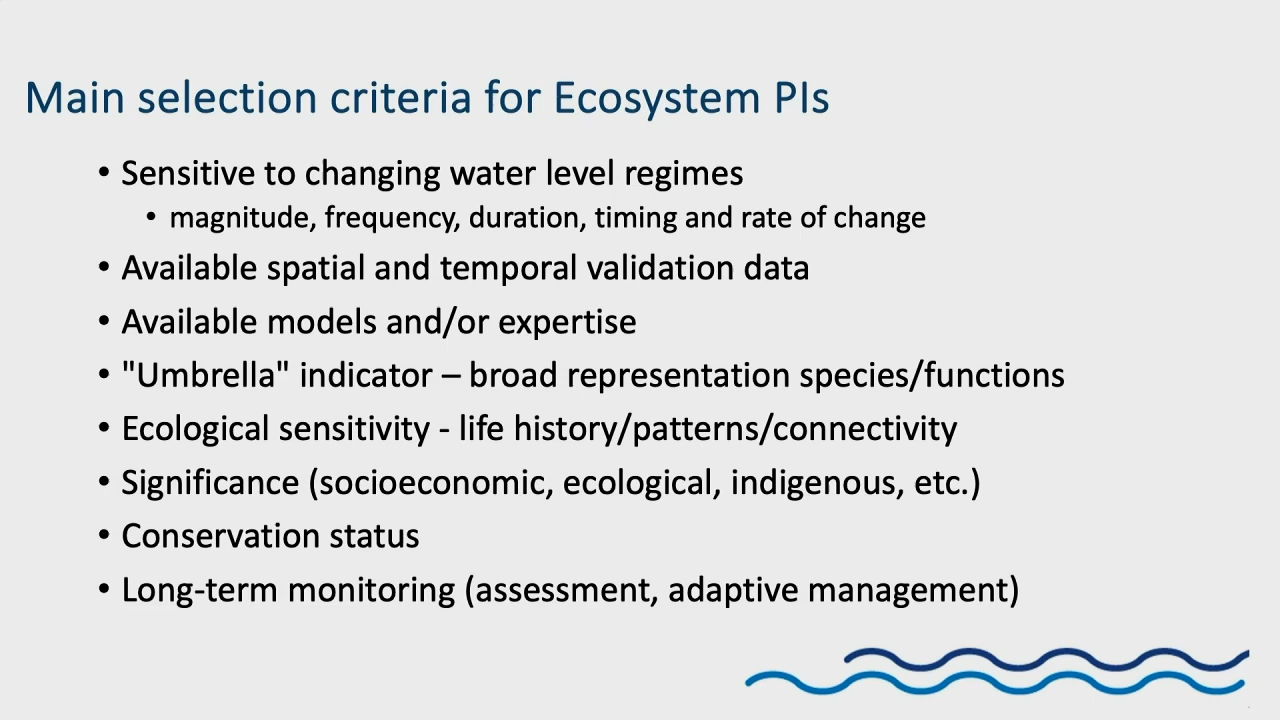 Main selection criteria for Ecosystem PIs
• Sensitive to changing water level regimes
• magnitude, frequency, duration, timing and rate of change
• Available spatial and temporal validation data
• Available models and/or expertise
• "Umbrella" indicator – broad representation species/functions
• Ecological sensitivity - life history/patterns/connectivity
• Significance (socioeconomic, ecological, indigenous, etc.)
• Conservation status
• Long-term monitoring (assessment, adaptive management)